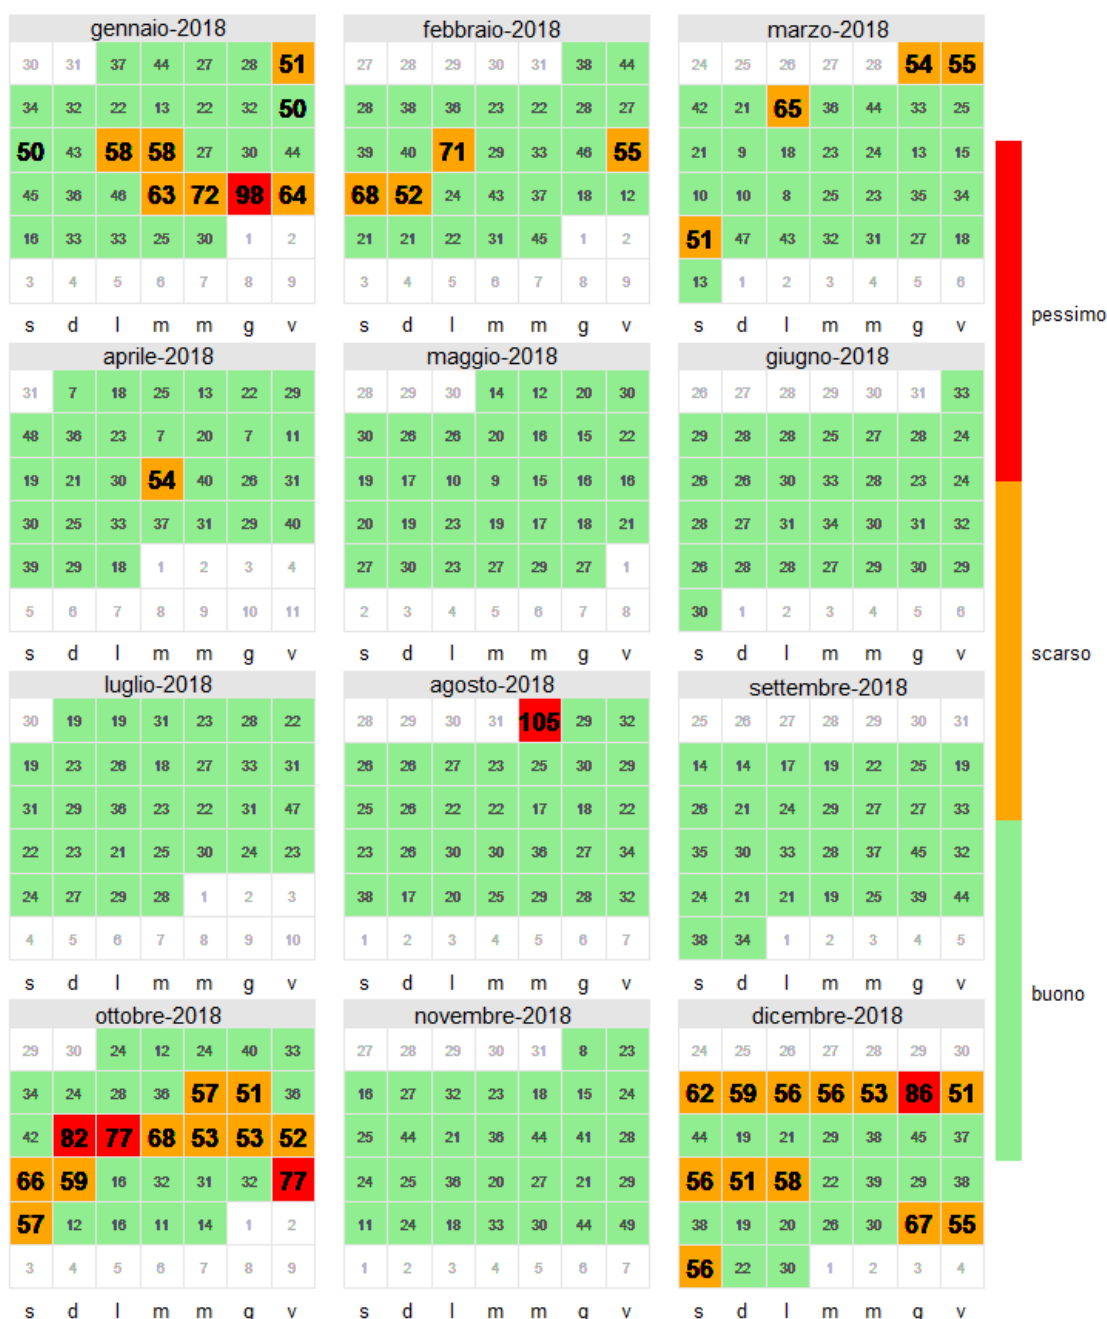 gennaio-2018 febbraio-2018 marzo-2018
30 31 37 44 27 28 51 27 28 29 30 31 38 44 24 25 26 27 28 54 55
34 32 22 13 22 32 50 28 38 36 23 22 28 27 42 21 65 36 44 33 25
50 43 58 58 27 30 44 39 40 71 29 33 46 55 21 9 18 23 24 13 15
45 36 46 63 72 98 64 68 52 24 43 37 18 12 10 10 8 25 23 35 34
16 33 33 25 30 1 2 21 21 22 31 45 1 2 51 47 43 32 31 27 18
3 4 5 6 7 8 9 3 4 5 6 7 8 9 13 1 2 3 4 5 6
s d l m m g v s d l m m g v s d l m m g v
pessimo
aprile-2018 maggio-2018 giugno-2018
31 7 18 25 13 22 29 28 29 30 14 12 20 30 26 27 28 29 30 31 33
48 36 23 7 20 7 11 30 26 26 20 16 15 22 29 28 28 25 27 28 24
19 21 30 54 40 26 31 19 17 10 9 15 16 16 26 26 30 33 28 23 24
30 25 33 37 31 29 40 20 19 23 19 17 18 21 28 27 31 34 30 31 32
39 29 18 1 2 3 4 27 30 23 27 29 27 1 26 28 28 27 29 30 29
5 6 7 8 9 10 11 2 3 4 5 6 7 8 30 1 2 3 4 5 6
s d l m m g v s d l m m g v s d l m m g v
scarso
luglio-2018 agosto-2018 settembre-2018
30 19 19 31 23 28 22 28 29 30 31 105 29 32 25 26 27 28 29 30 31
19 23 26 18 27 33 31 26 26 27 23 25 30 29 14 14 17 19 22 25 19
31 29 36 23 22 31 47 25 26 22 22 17 18 22 26 21 24 29 27 27 33
22 23 21 25 30 24 23 23 26 30 30 36 27 34 35 30 33 28 37 45 32
24 27 29 28 1 2 3 38 17 20 25 29 28 32 24 21 21 19 25 39 44
4 5 6 7 8 9 10 1 2 3 4 5 6 7 38 34 1 2 3 4 5
s d l m m g v s d l m m g v s d l m m g v
buono
ottobre-2018 novembre-2018 dicembre-2018
29 30 24 12 24 40 33 27 28 29 30 31 8 23 24 25 26 27 28 29 30
34 24 28 36 57 51 36 16 27 32 23 18 15 24 62 59 56 56 53 86 51
42 82 77 68 53 53 52 25 44 21 36 44 41 28 44 19 21 29 38 45 37
66 59 16 32 31 32 77 24 25 36 20 27 21 29 56 51 58 22 39 29 38
57 12 16 11 14 1 2 11 24 18 33 30 44 49 38 19 20 26 30 67 55
3 4 5 6 7 8 9 1 2 3 4 5 6 7 56 22 30 1 2 3 4
s d l m m g v s d l m m g v s d l m m g v